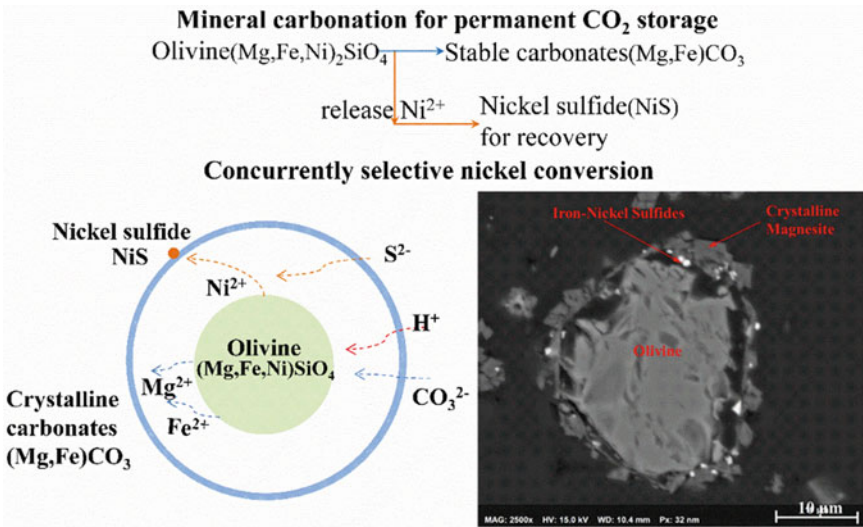 Mineral carbonation for permanent CO₂ storage
Olivine(Mg,Fe,Ni)₂SiO₄
Stable carbonates(Mg,Fe)CO₃
release Ni²⁺
Nickel sulfide(NiS)
for recovery
Concurrently selective nickel conversion
Nickel sulfide
NiS
S²⁻
Ni²⁺
H⁺
Olivine
(Mg,Fe,Ni)SiO₄
Mg²⁺
CO₃²⁻
Crystalline
carbonates
(Mg,Fe)CO₃
Fe²⁺
Iron-Nickel Sulfides
Crystalline
Magnesite
Olivine
MAG: 2500x HV: 15.0 kV WD: 10.4 mm Px: 32 nm
10 µm